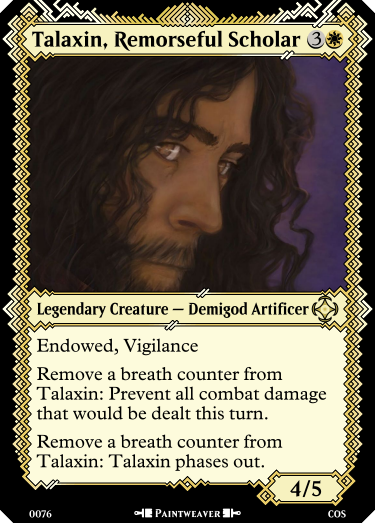 Talaxin, Remorseful Scholar 3
Legendary Creature — Demigod Artificer
Endowed, Vigilance
Remove a breath counter from
Talaxin: Prevent all combat damage
that would be dealt this turn.
Remove a breath counter from
Talaxin: Talaxin phases out.
4/5
0076 Paintweaver COS